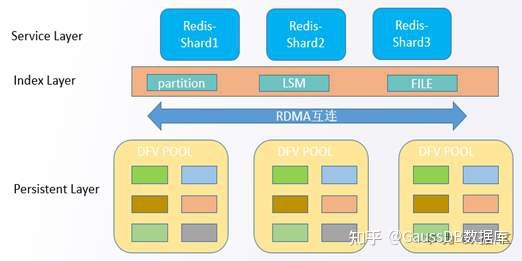 Service Layer
Redis-
Shard1
Redis-
Shard2
Redis-
Shard3
Index Layer
partition
LSM
FILE
RDMA互连
DFV POOL
DFV POOL
DFV POOL
Persistent Layer
知乎 @GaussDB数据库